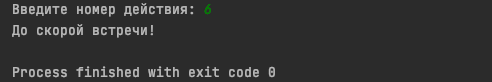 Введите номер действия: 6
До скорой встречи!
Process finished with exit code 0